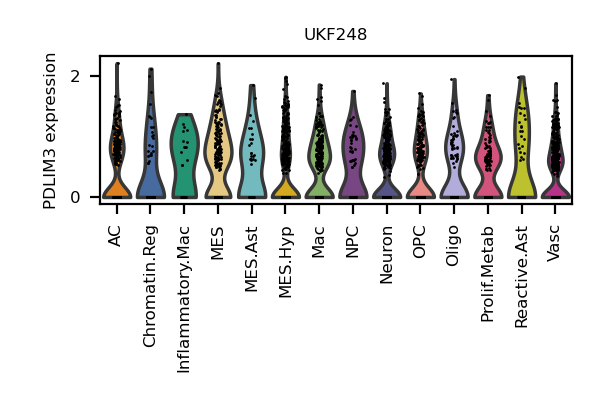 UKF248
PDLIM3 expression
2
0
AC
Chromatin.Reg
Inflammatory.Mac
MES
MES.Ast
MES.Hyp
Mac
NPC
Neuron
OPC
Oligo
Prolif.Metab
Reactive.Ast
Vasc